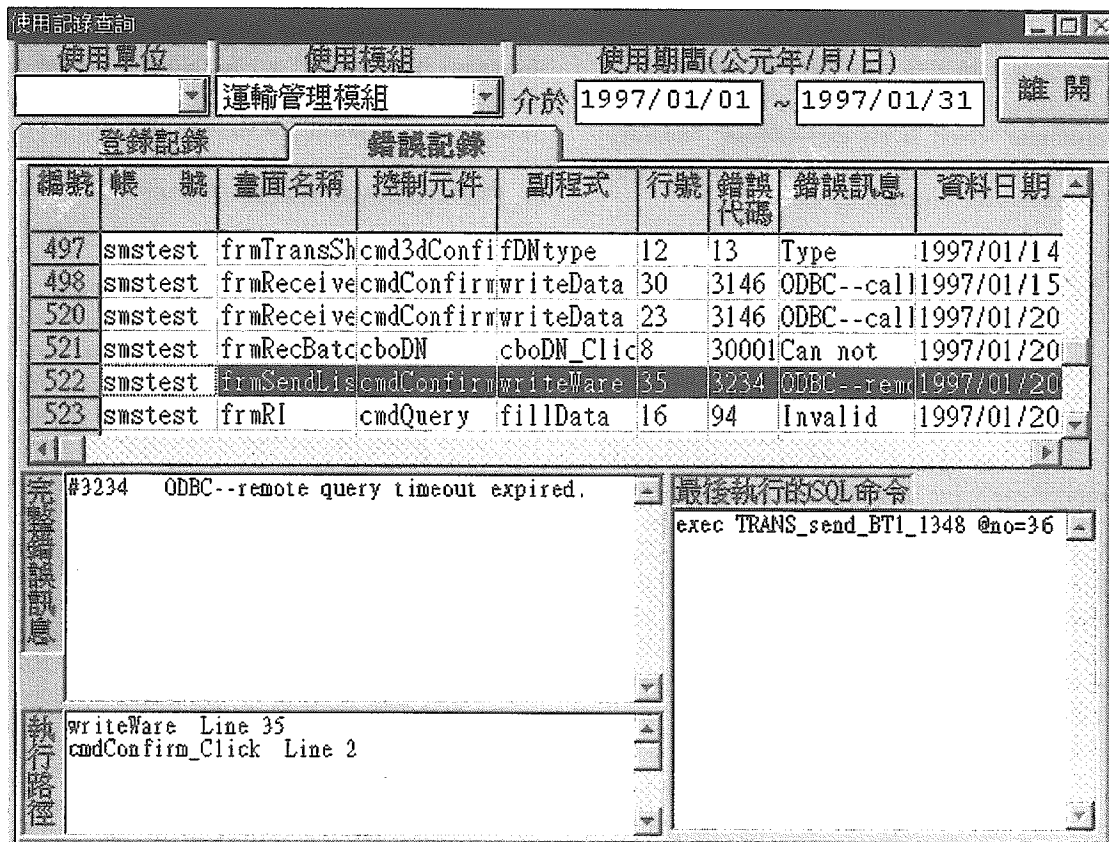 使用記錄查詢
使用單位 使用模組 使用期間(公元年/月/日) 離開
運輸管理模組 介於 1997/01/01 ~ 1997/01/31
登錄記錄 錯誤記錄
編號 帳號 畫面名稱 控制元件 副程式 行號 錯誤代碼 錯誤訊息 資料日期
497 smstest frmTransSh cmd3dConfi fDNtype 12 13 Type 1997/01/14
498 smstest frmReceive cmdConfirm writeData 30 3146 ODBC--call 1997/01/15
520 smstest frmReceive cmdConfirm writeData 23 3146 ODBC--call 1997/01/20
521 smstest frmRecBatc cboDN cboDN_Clic 8 30001 Can not 1997/01/20
522 smstest frmSendLis cmdConfirm writeWare 35 3234 ODBC--remo 1997/01/20
523 smstest frmRI cmdQuery fillData 16 94 Invalid 1997/01/20
完整錯誤訊息
#3234 ODBC--remote query timeout expired.
最後執行的SQL命令
exec TRANS_send_BT1_1348 @no=36
執行路徑
writeWare Line 35
cmdConfirm_Click Line 2